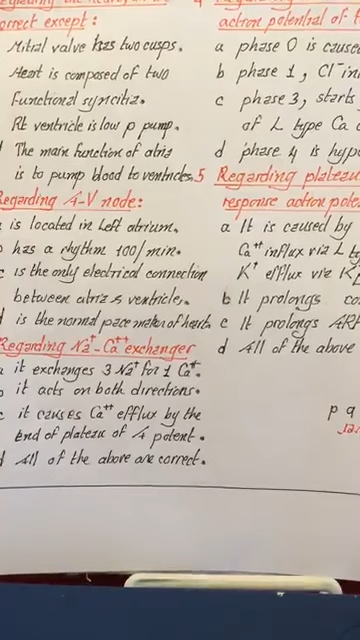 orrect except:
Mitral valve has two cusps.
Heart is composed of two
Functional syncitia.
Rt ventricle is low p pump.
The main function of atria
is to pump blood to ventricles.
Regarding A-V node:
is located in Left atrium.
has a rhythm 100/min.
is the only electrical connection
between atria & ventricle.
is the normal pace maker of heart.
Regarding Na+-Ca++ exchanger
a it exchanges 3 Na+ for 1 Ca++.
it acts on both directions.
it causes Ca++ efflux by the
end of plateau of A potent.
All of the above are correct.
action potential of
a phase 0 is caused
b phase 1, Cl- in
c phase 3, starts
of L type Ca
d phase 4 is hyp
5 Regarding plateau
response action pote
a It is caused by
Ca++ influx via L ty
K+ efflux via K
b It prolongs co
c It prolongs ARP
d All of the above
p q